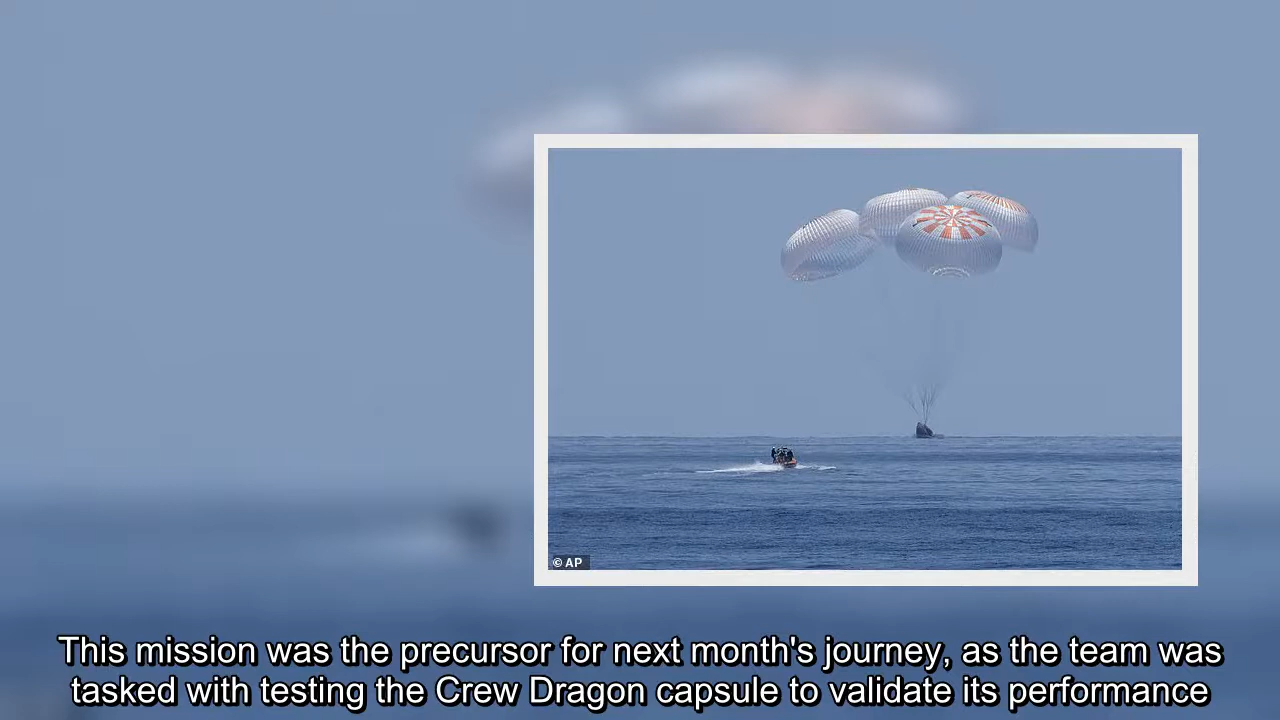 © AP
This mission was the precursor for next month's journey, as the team was
tasked with testing the Crew Dragon capsule to validate its performance